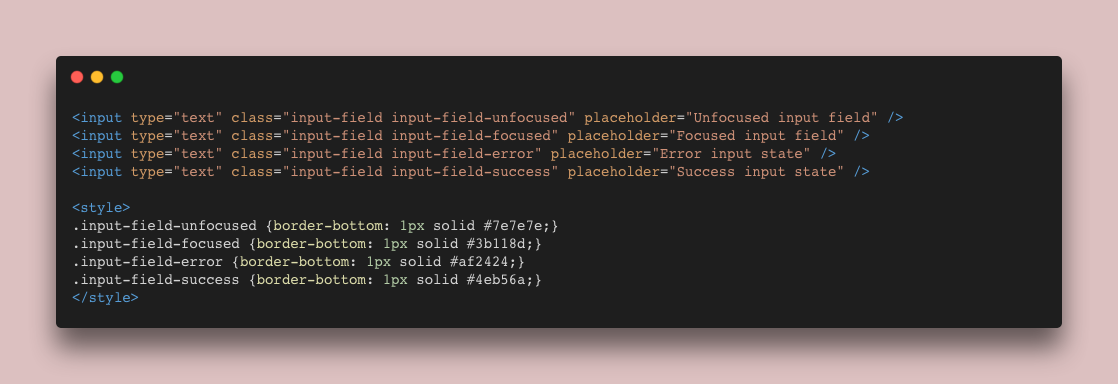 <input type="text" class="input-field input-field-unfocused" placeholder="Unfocused input field" />
<input type="text" class="input-field input-field-focused" placeholder="Focused input field" />
<input type="text" class="input-field input-field-error" placeholder="Error input state" />
<input type="text" class="input-field input-field-success" placeholder="Success input state" />
<style>
.input-field-unfocused {border-bottom: 1px solid #7e7e7e;}
.input-field-focused {border-bottom: 1px solid #3b118d;}
.input-field-error {border-bottom: 1px solid #af2424;}
.input-field-success {border-bottom: 1px solid #4eb56a;}
</style>